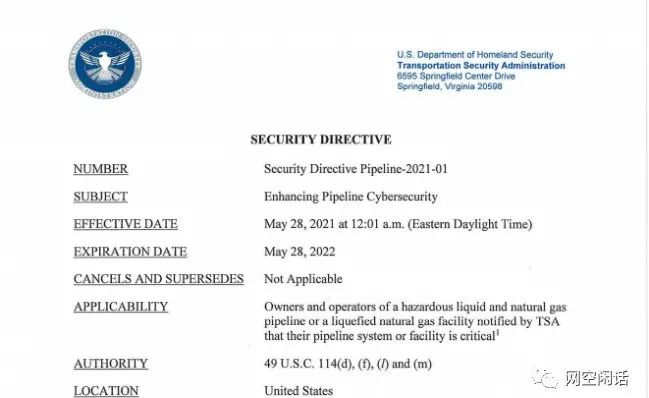 U.S. Department of Homeland Security
Transportation Security Administration
6595 Springfield Center Drive
Springfield, Virginia 20598
SECURITY DIRECTIVE
NUMBER Security Directive Pipeline-2021-01
SUBJECT Enhancing Pipeline Cybersecurity
EFFECTIVE DATE May 28, 2021 at 12:01 a.m. (Eastern Daylight Time)
EXPIRATION DATE May 28, 2022
CANCELS AND SUPERSEDES Not Applicable
APPLICABILITY Owners and operators of a hazardous liquid and natural gas
pipeline or a liquefied natural gas facility notified by TSA
that their pipeline system or facility is critical¹
AUTHORITY 49 U.S.C. 114(d), (f), (l) and (m)
LOCATION United States
网空闲话